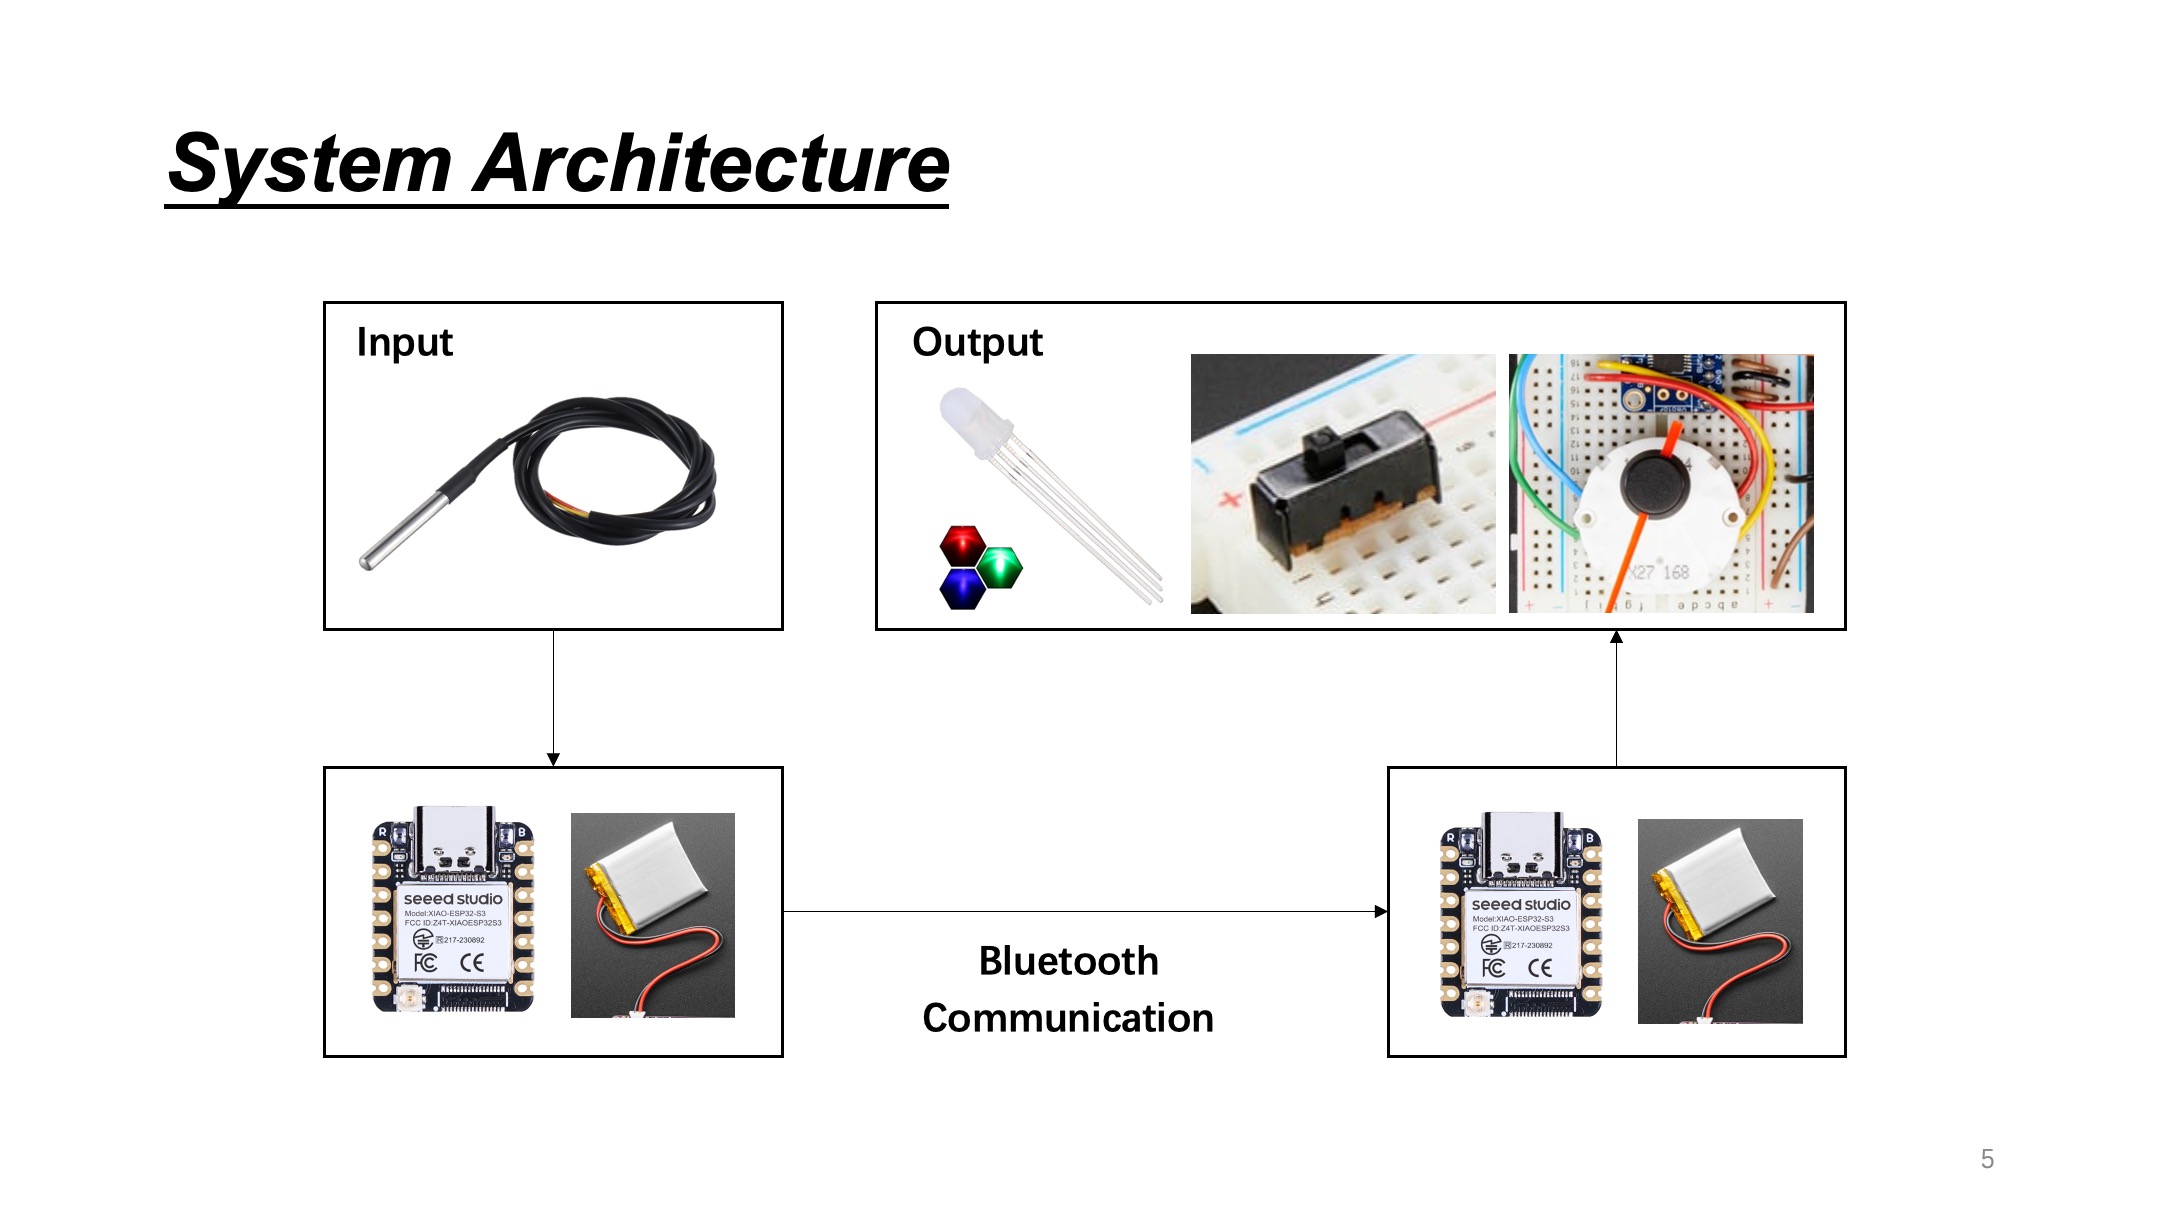 System Architecture
Input
Output
X27 168
R
B
seeed studio
Model:XIAO-ESP32-S3
FCC ID:Z4T-XIAOESP32S3
R 217-230892
FC CE
R
B
seeed studio
Model:XIAO-ESP32-S3
FCC ID:Z4T-XIAOESP32S3
R 217-230892
FC CE
Bluetooth
Communication
5